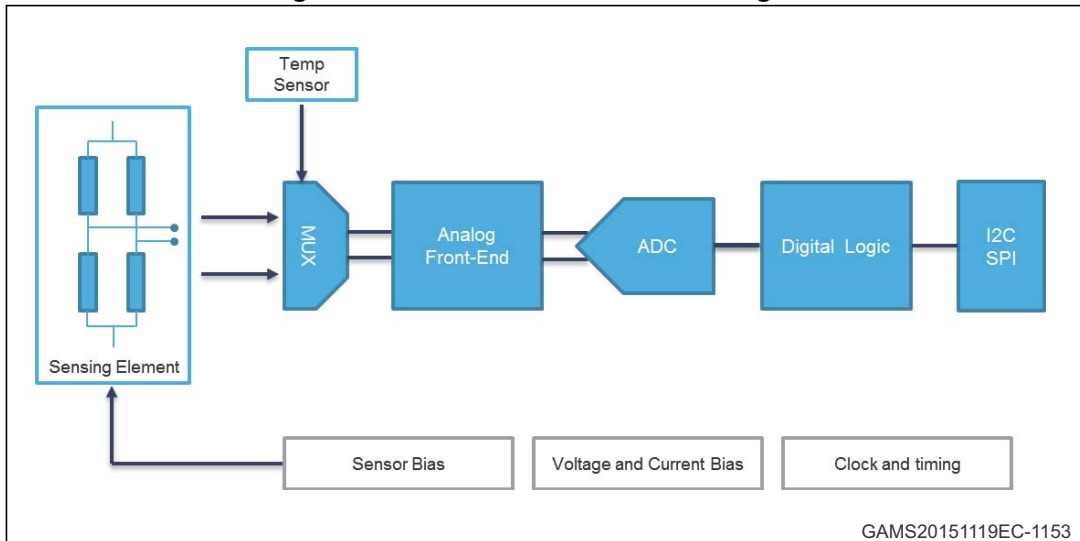 Temp
Sensor
MUX
Analog
Front-End
ADC
Digital Logic
I2C
SPI
Sensing Element
Sensor Bias
Voltage and Current Bias
Clock and timing
GAMS20151119EC-1153